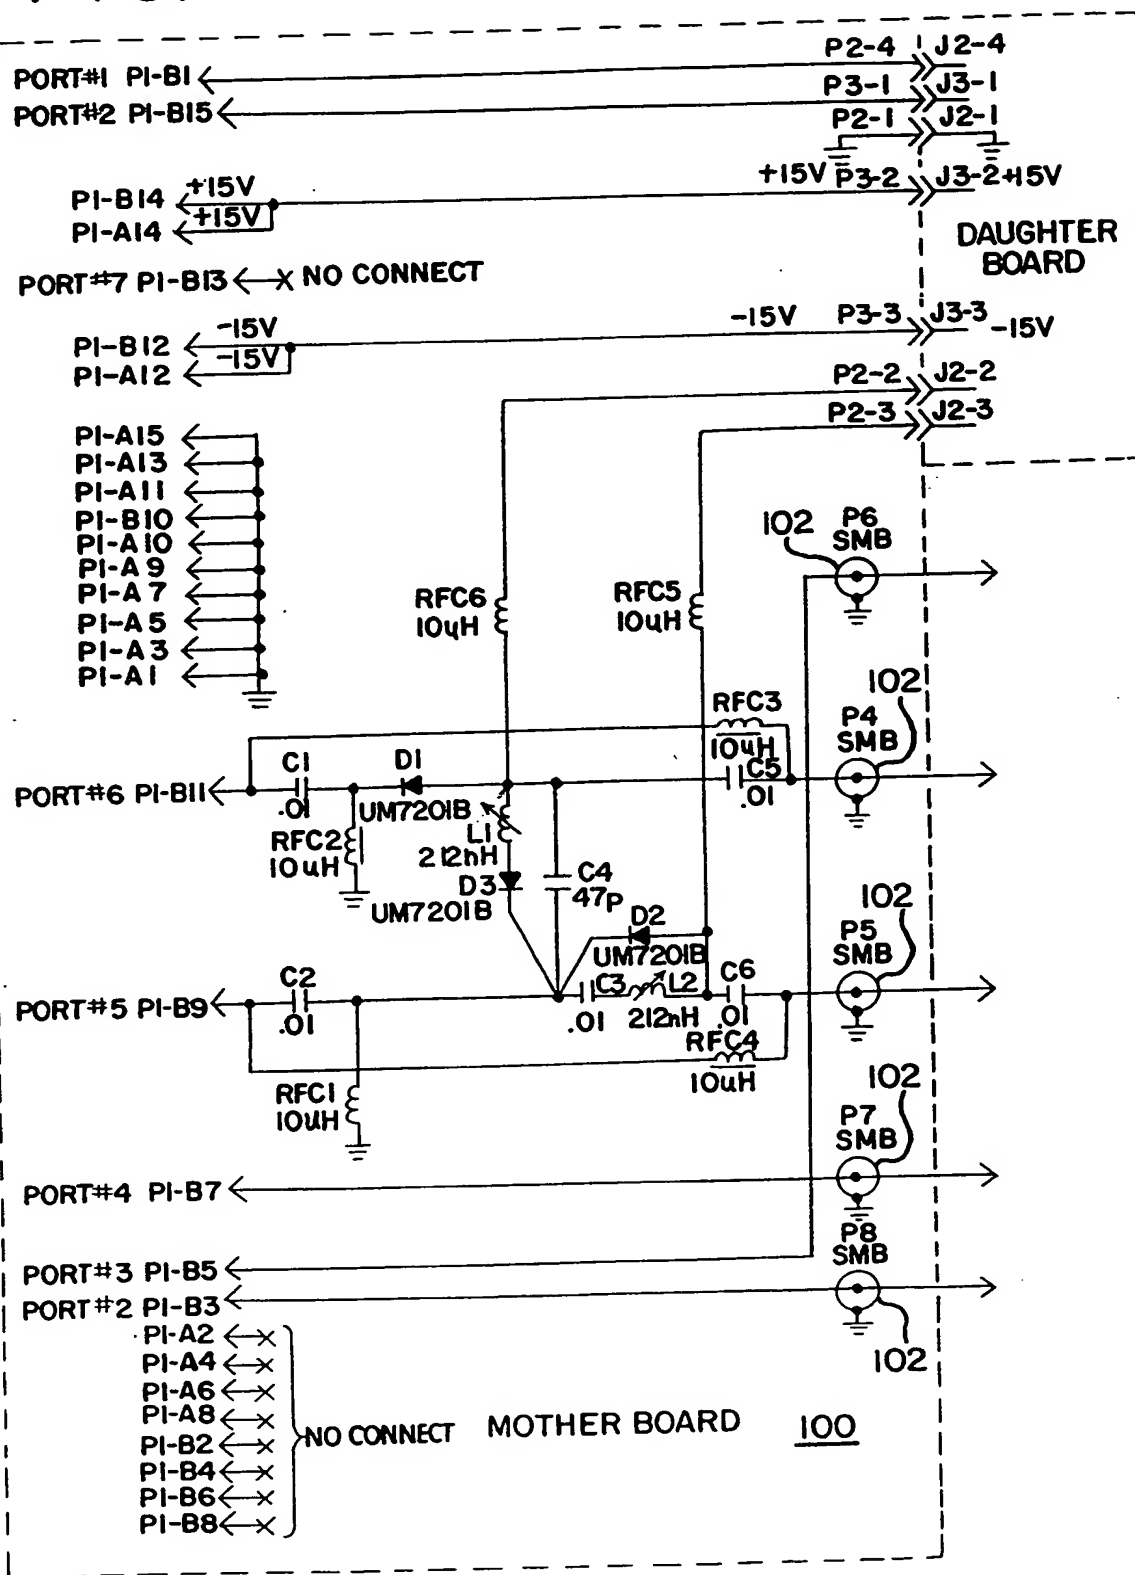 P2-4 J2-4
PORT#1 P1-B1
P3-1 J3-1
PORT#2 P1-B15
P2-1 J2-1
+15V P3-2 J3-2+15V
P1-B14 +15V
P1-A14 +15V
DAUGHTER
BOARD
PORT#7 P1-B13 X NO CONNECT
-15V P3-3 J3-3 -15V
P1-B12 -15V
P1-A12 -15V
P2-2 J2-2
P2-3 J2-3
P1-A15
P1-A13
P1-A11
P1-B10
P1-A10
P1-A9
P1-A7
P1-A5
P1-A3
P1-A1
102 P6
SMB
RFC6
10uH
RFC5
10uH
102
RFC3
10uH
P4
SMB
PORT#6 P1-B11
C1
.01
D1
UM7201B
C5
.01
RFC2
10uH
L1
212nH
D3
UM7201B
C4
47P
102
D2
UM7201B
P5
SMB
PORT#5 P1-B9
C2
.01
C3
.01
L2
212nH
C6
.01
RFC4
10uH
RFC1
10uH
102
P7
SMB
PORT#4 P1-B7
P8
SMB
PORT#3 P1-B5
PORT#2 P1-B3
102
P1-A2
P1-A4
P1-A6
P1-A8
P1-B2
P1-B4
P1-B6
P1-B8
NO CONNECT
MOTHER BOARD 100